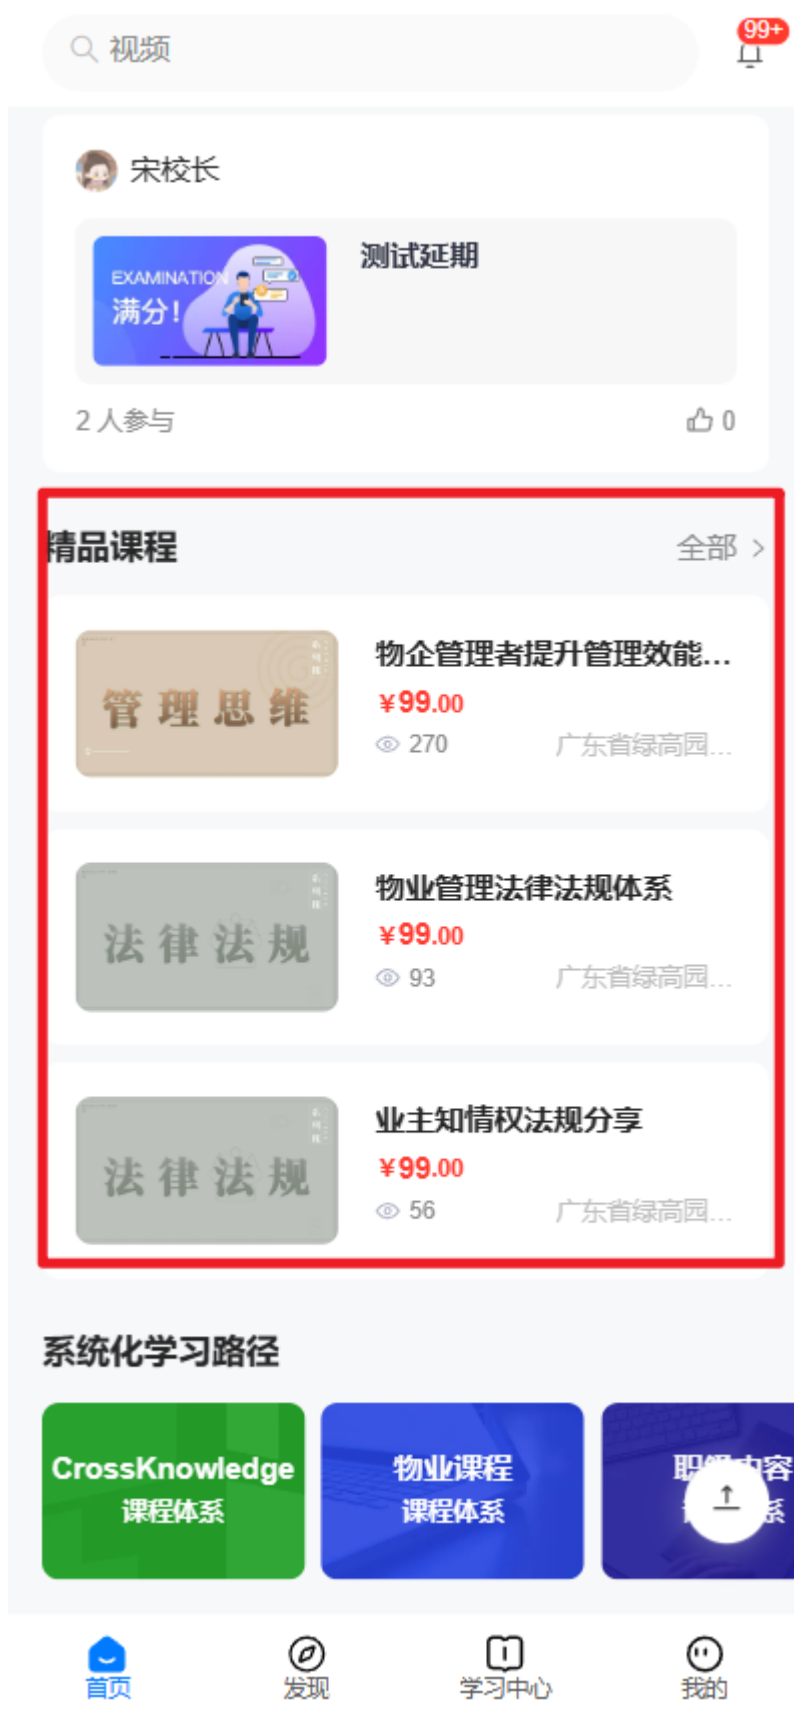 视频
99+
宋校长
EXAMINATION
满分!
测试延期
2人参与
0
精品课程
全部 >
管理思维
物企管理者提升管理效能...
¥99.00
270
广东省绿高园...
法律法规
物业管理法律法规体系
¥99.00
93
广东省绿高园...
法律法规
业主知情权法规分享
¥99.00
56
广东省绿高园...
系统化学习路径
CrossKnowledge
课程体系
物业课程
课程体系
首页
发现
学习中心
我的